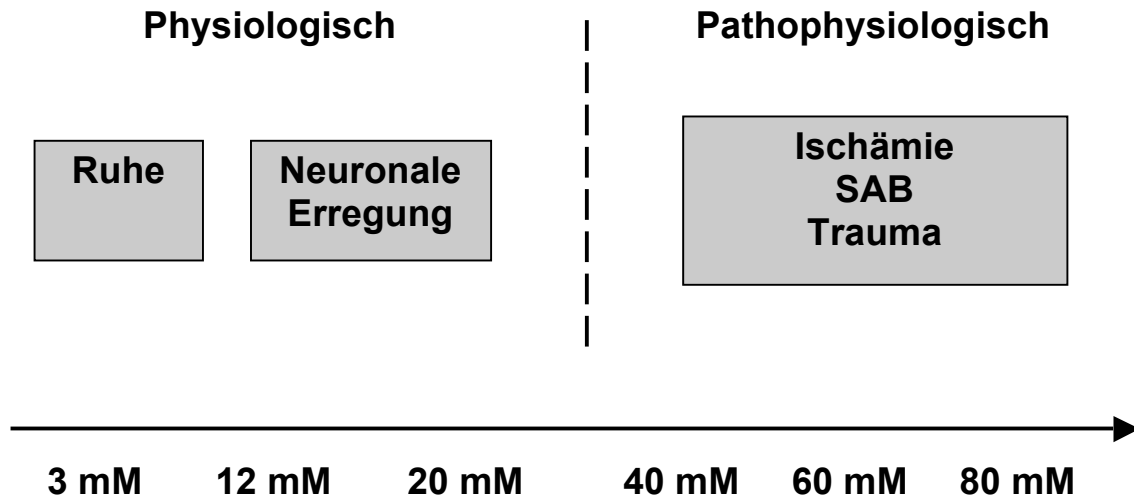 Physiologisch Pathophysiologisch
Ruhe
Neuronale
Erregung
Ischämie
SAB
Trauma
3 mM 12 mM 20 mM 40 mM 60 mM 80 mM